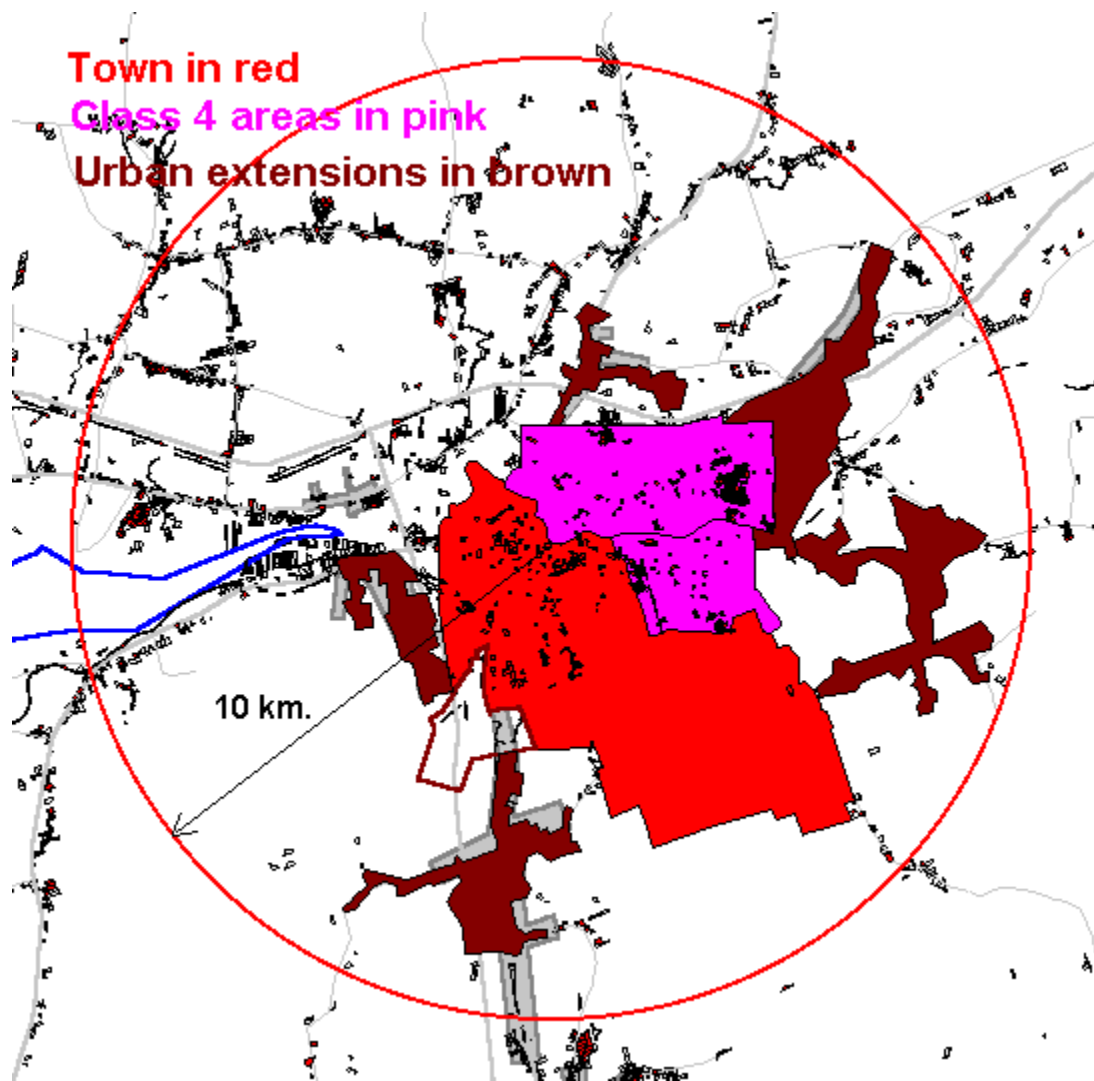 Town in red
Class 4 areas in pink
Urban extensions in brown
10 km.